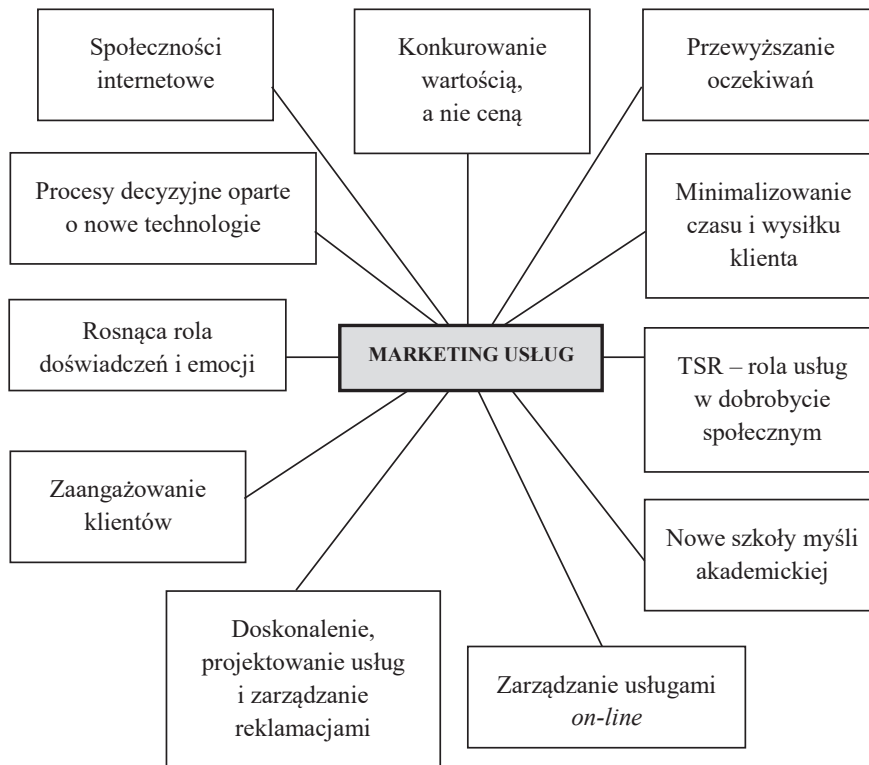 Społeczności
internetowe
Konkurowanie
wartością,
a nie ceną
Przewyższanie
oczekiwań
Procesy decyzyjne oparte
o nowe technologie
Minimalizowanie
czasu i wysiłku
klienta
Rosnąca rola
doświadczeń i emocji
MARKETING USŁUG
TSR – rola usług
w dobrobycie
społecznym
Zaangażowanie
klientów
Nowe szkoły myśli
akademickiej
Doskonalenie,
projektowanie usług
i zarządzanie
reklamacjami
Zarządzanie usługami
on-line